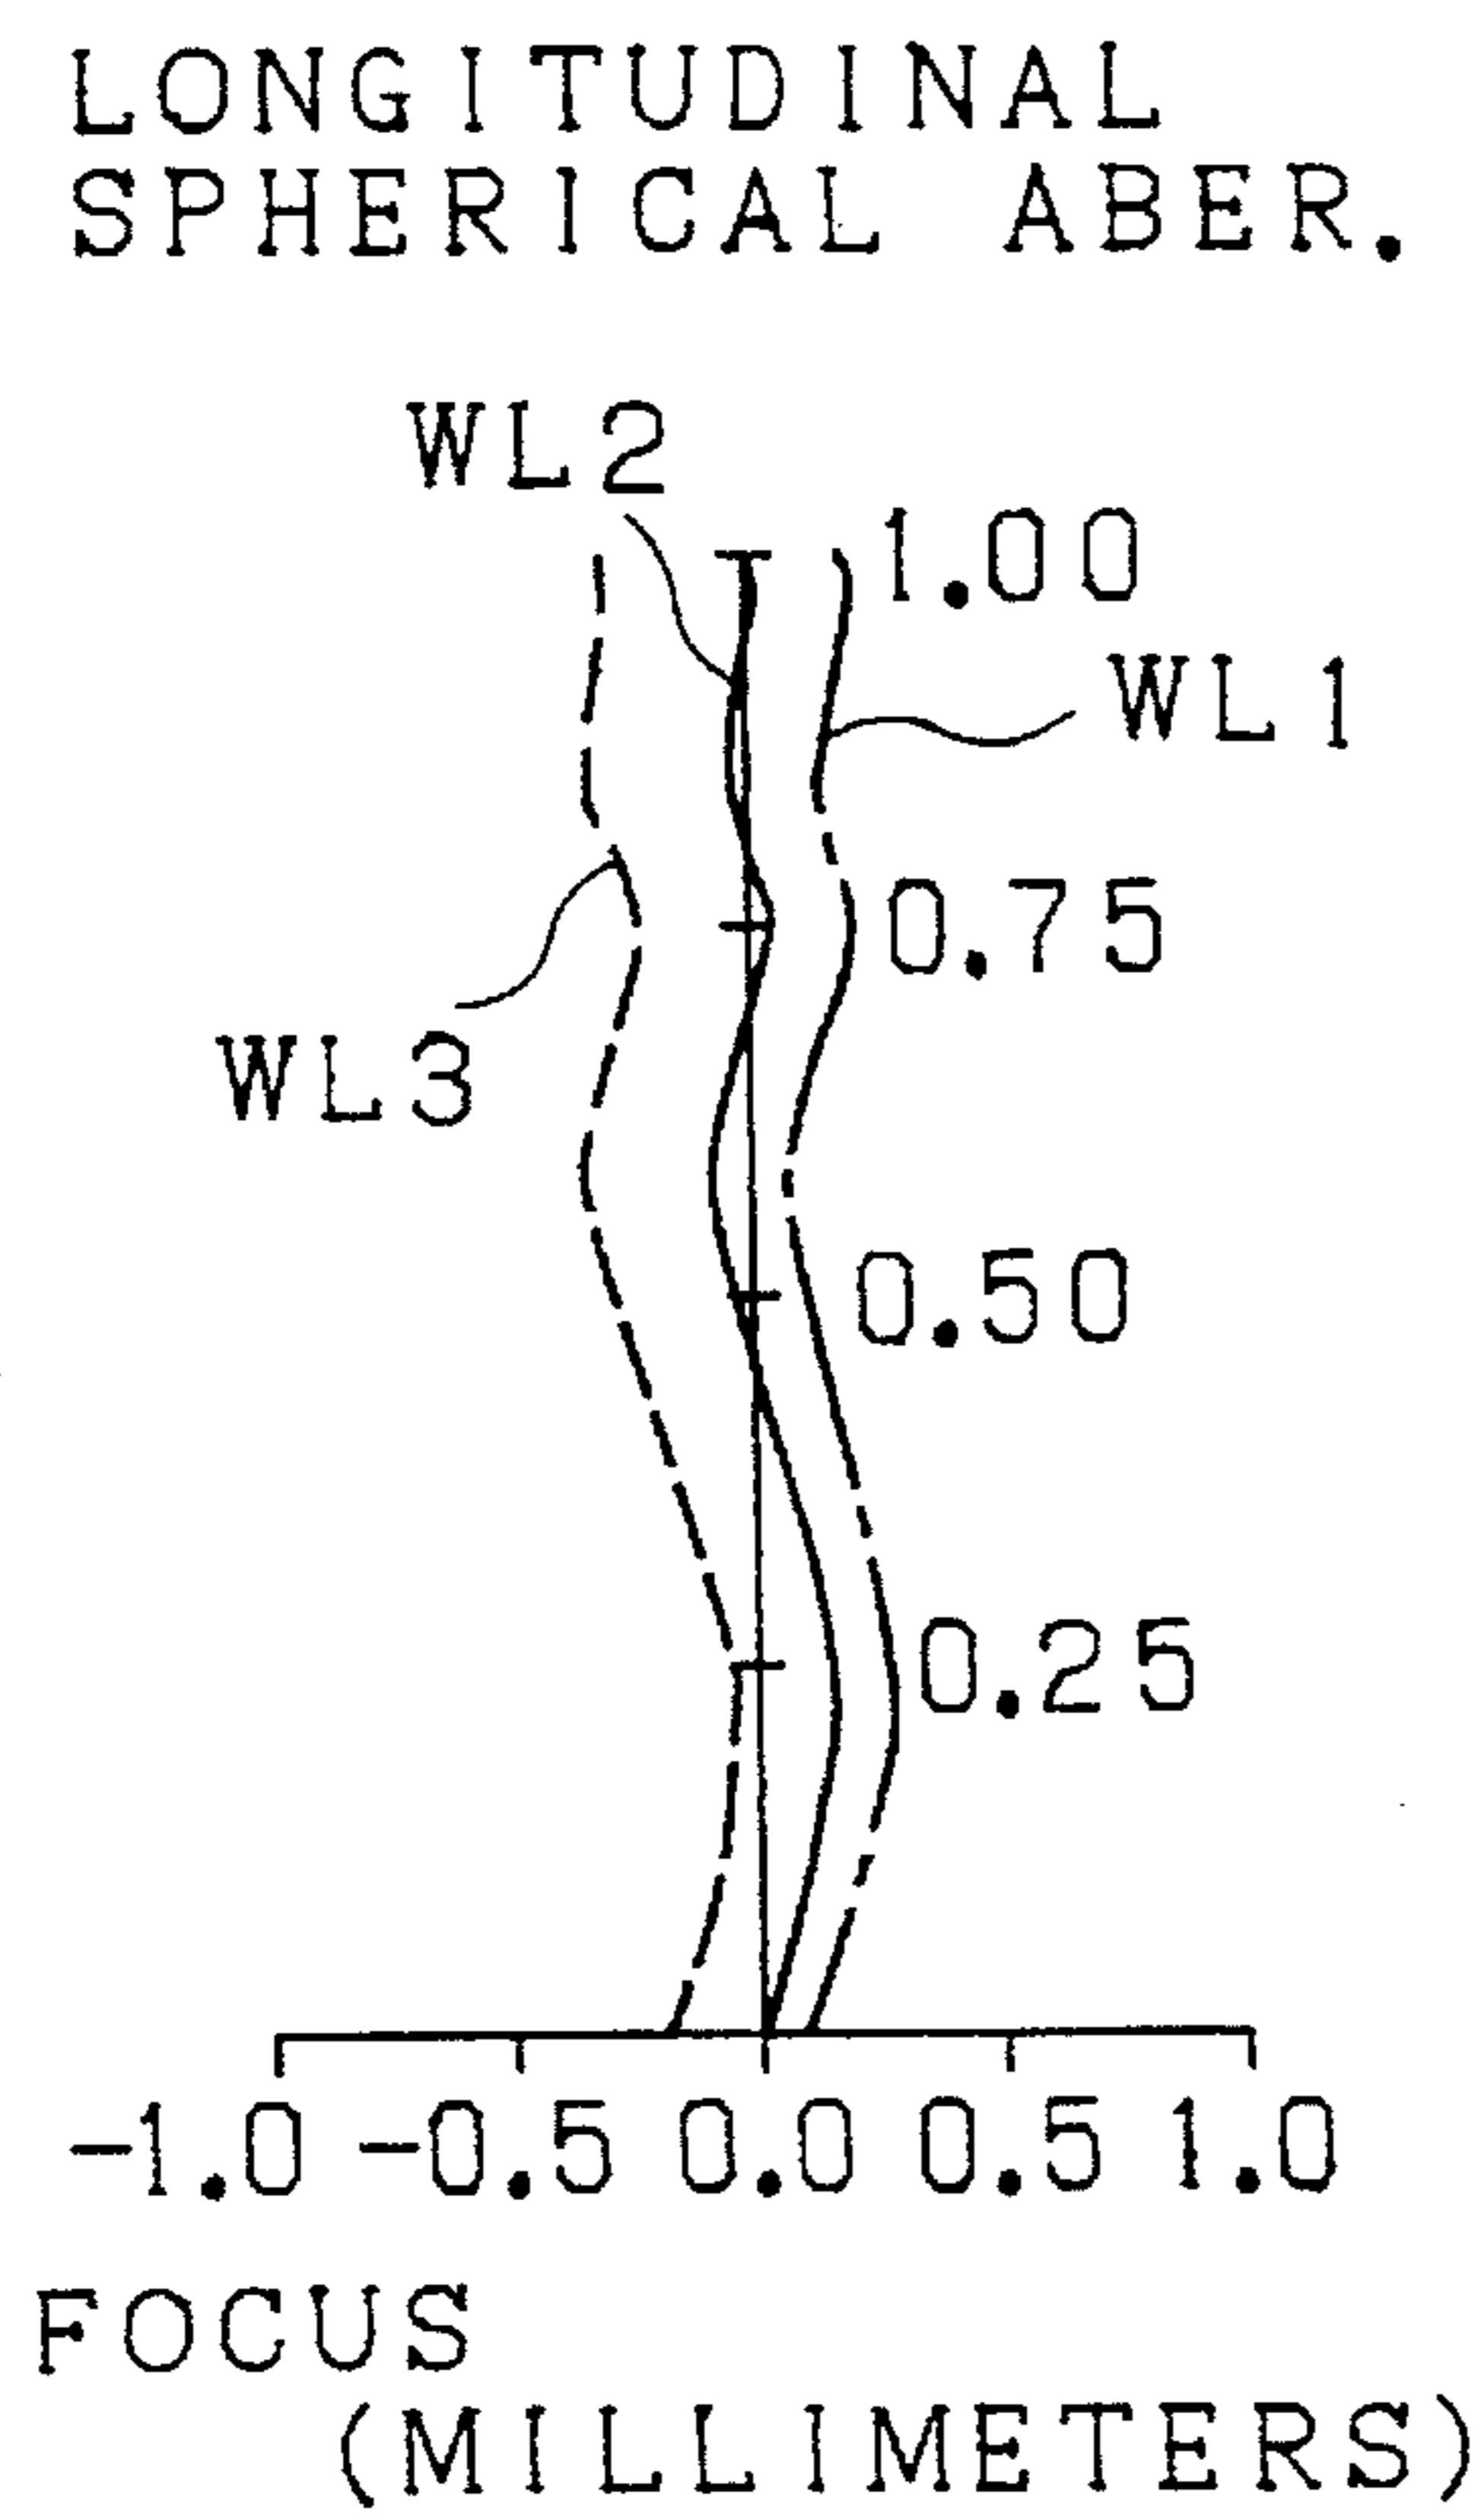 LONGITUDINAL
SPHERICAL ABER.
WL2
1.00
WL1
0.75
WL3
0.50
0.25
-1.0 -0.5 0.0 0.5 1.0
FOCUS
(MILLIMETERS)